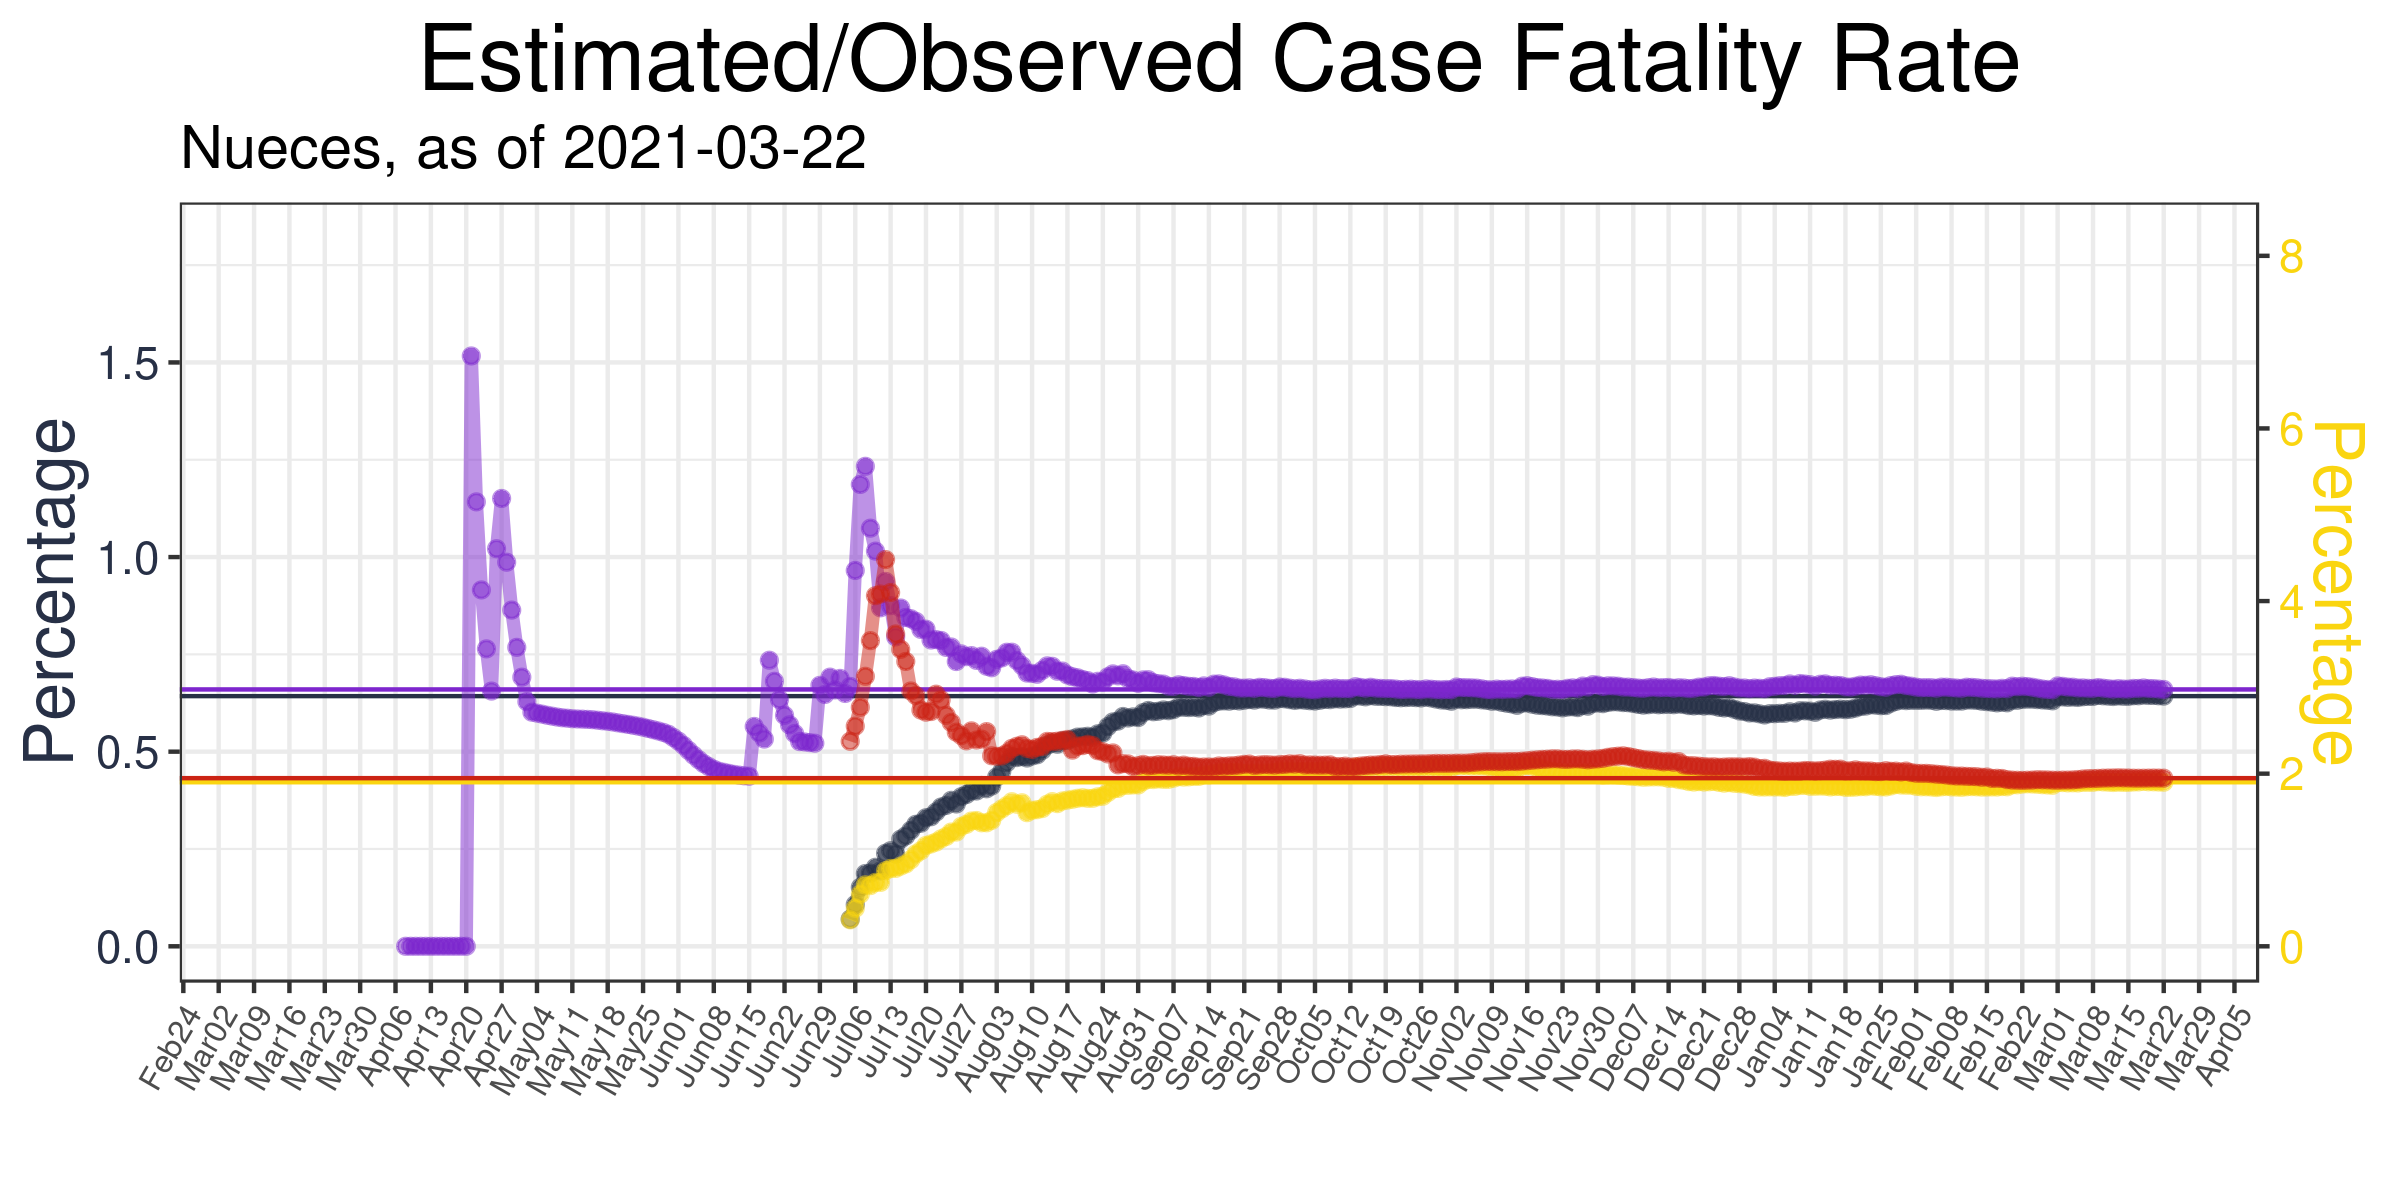 Estimated/Observed Case Fatality Rate
Nueces, as of 2021-03-22
Percentage
1.5
1.0
0.5
0.0
8
6
4
2
0
Percentage
Feb24
Mar02
Mar09
Mar16
Mar23
Mar30
Apr06
Apr13
Apr20
Apr27
May04
May11
May18
May25
Jun01
Jun08
Jun15
Jun22
Jun29
Jul06
Jul13
Jul20
Jul27
Aug03
Aug10
Aug17
Aug24
Aug31
Sep07
Sep14
Sep21
Sep28
Oct05
Oct12
Oct19
Oct26
Nov02
Nov09
Nov16
Nov23
Nov30
Dec07
Dec14
Dec21
Dec28
Jan04
Jan11
Jan18
Jan25
Feb01
Feb08
Feb15
Feb22
Mar01
Mar08
Mar15
Mar22
Mar29
Apr05